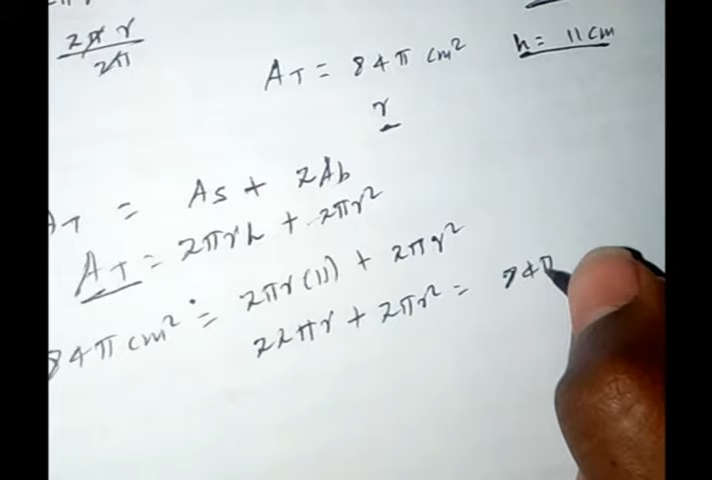 2πr
2π
A_T = 84π cm²
h = 11 cm
r
A_T = As + 2Ab
A_T = 2πrh + 2πr²
84π cm² = 2πr(11) + 2πr²
22πr + 2πr² = 84π